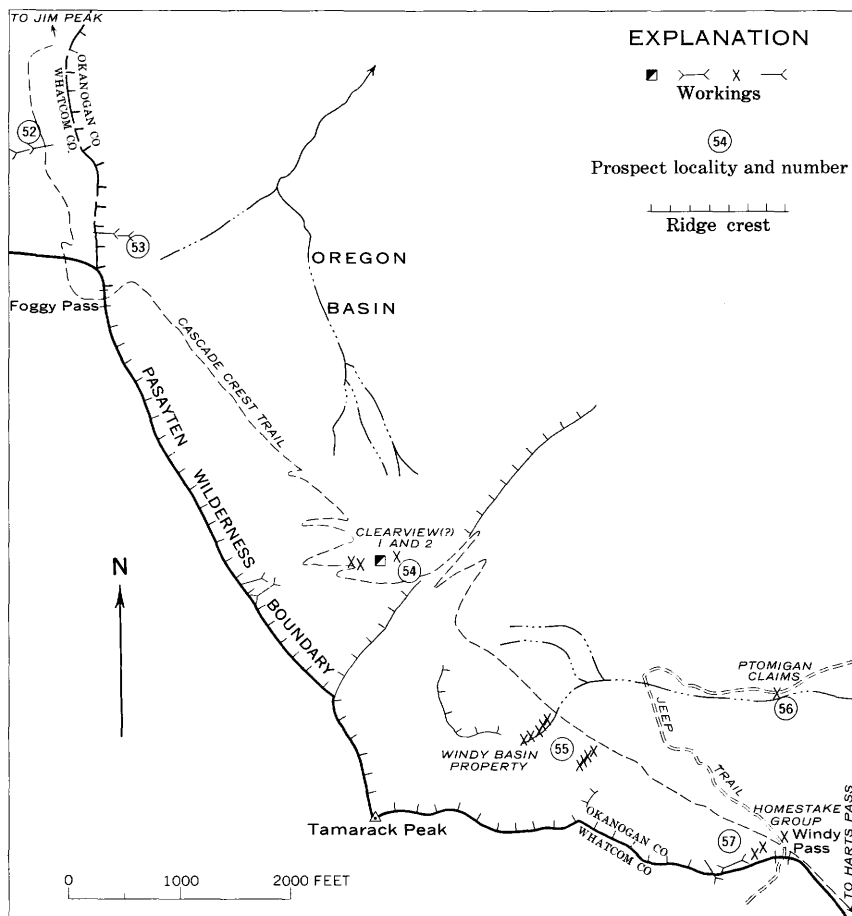 TO JIM PEAK
OKANOGAN CO
WHATCOM CO.
52
53
Foggy Pass
OREGON
BASIN
CASCADE CREST TRAIL
PASAYTEN
WILDERNESS
BOUNDARY
EXPLANATION
Workings
54
Prospect locality and number
Ridge crest
CLEARVIEW(?)
1 AND 2
54
N
PTOMIGAN
CLAIMS
56
JEEP
TRAIL
WINDY BASIN
PROPERTY
55
HOMESTAKE
GROUP
Windy
Pass
57
OKANOGAN CO
WHATCOM CO
Tamarack Peak
TO HARTS PASS
0 1000 2000 FEET